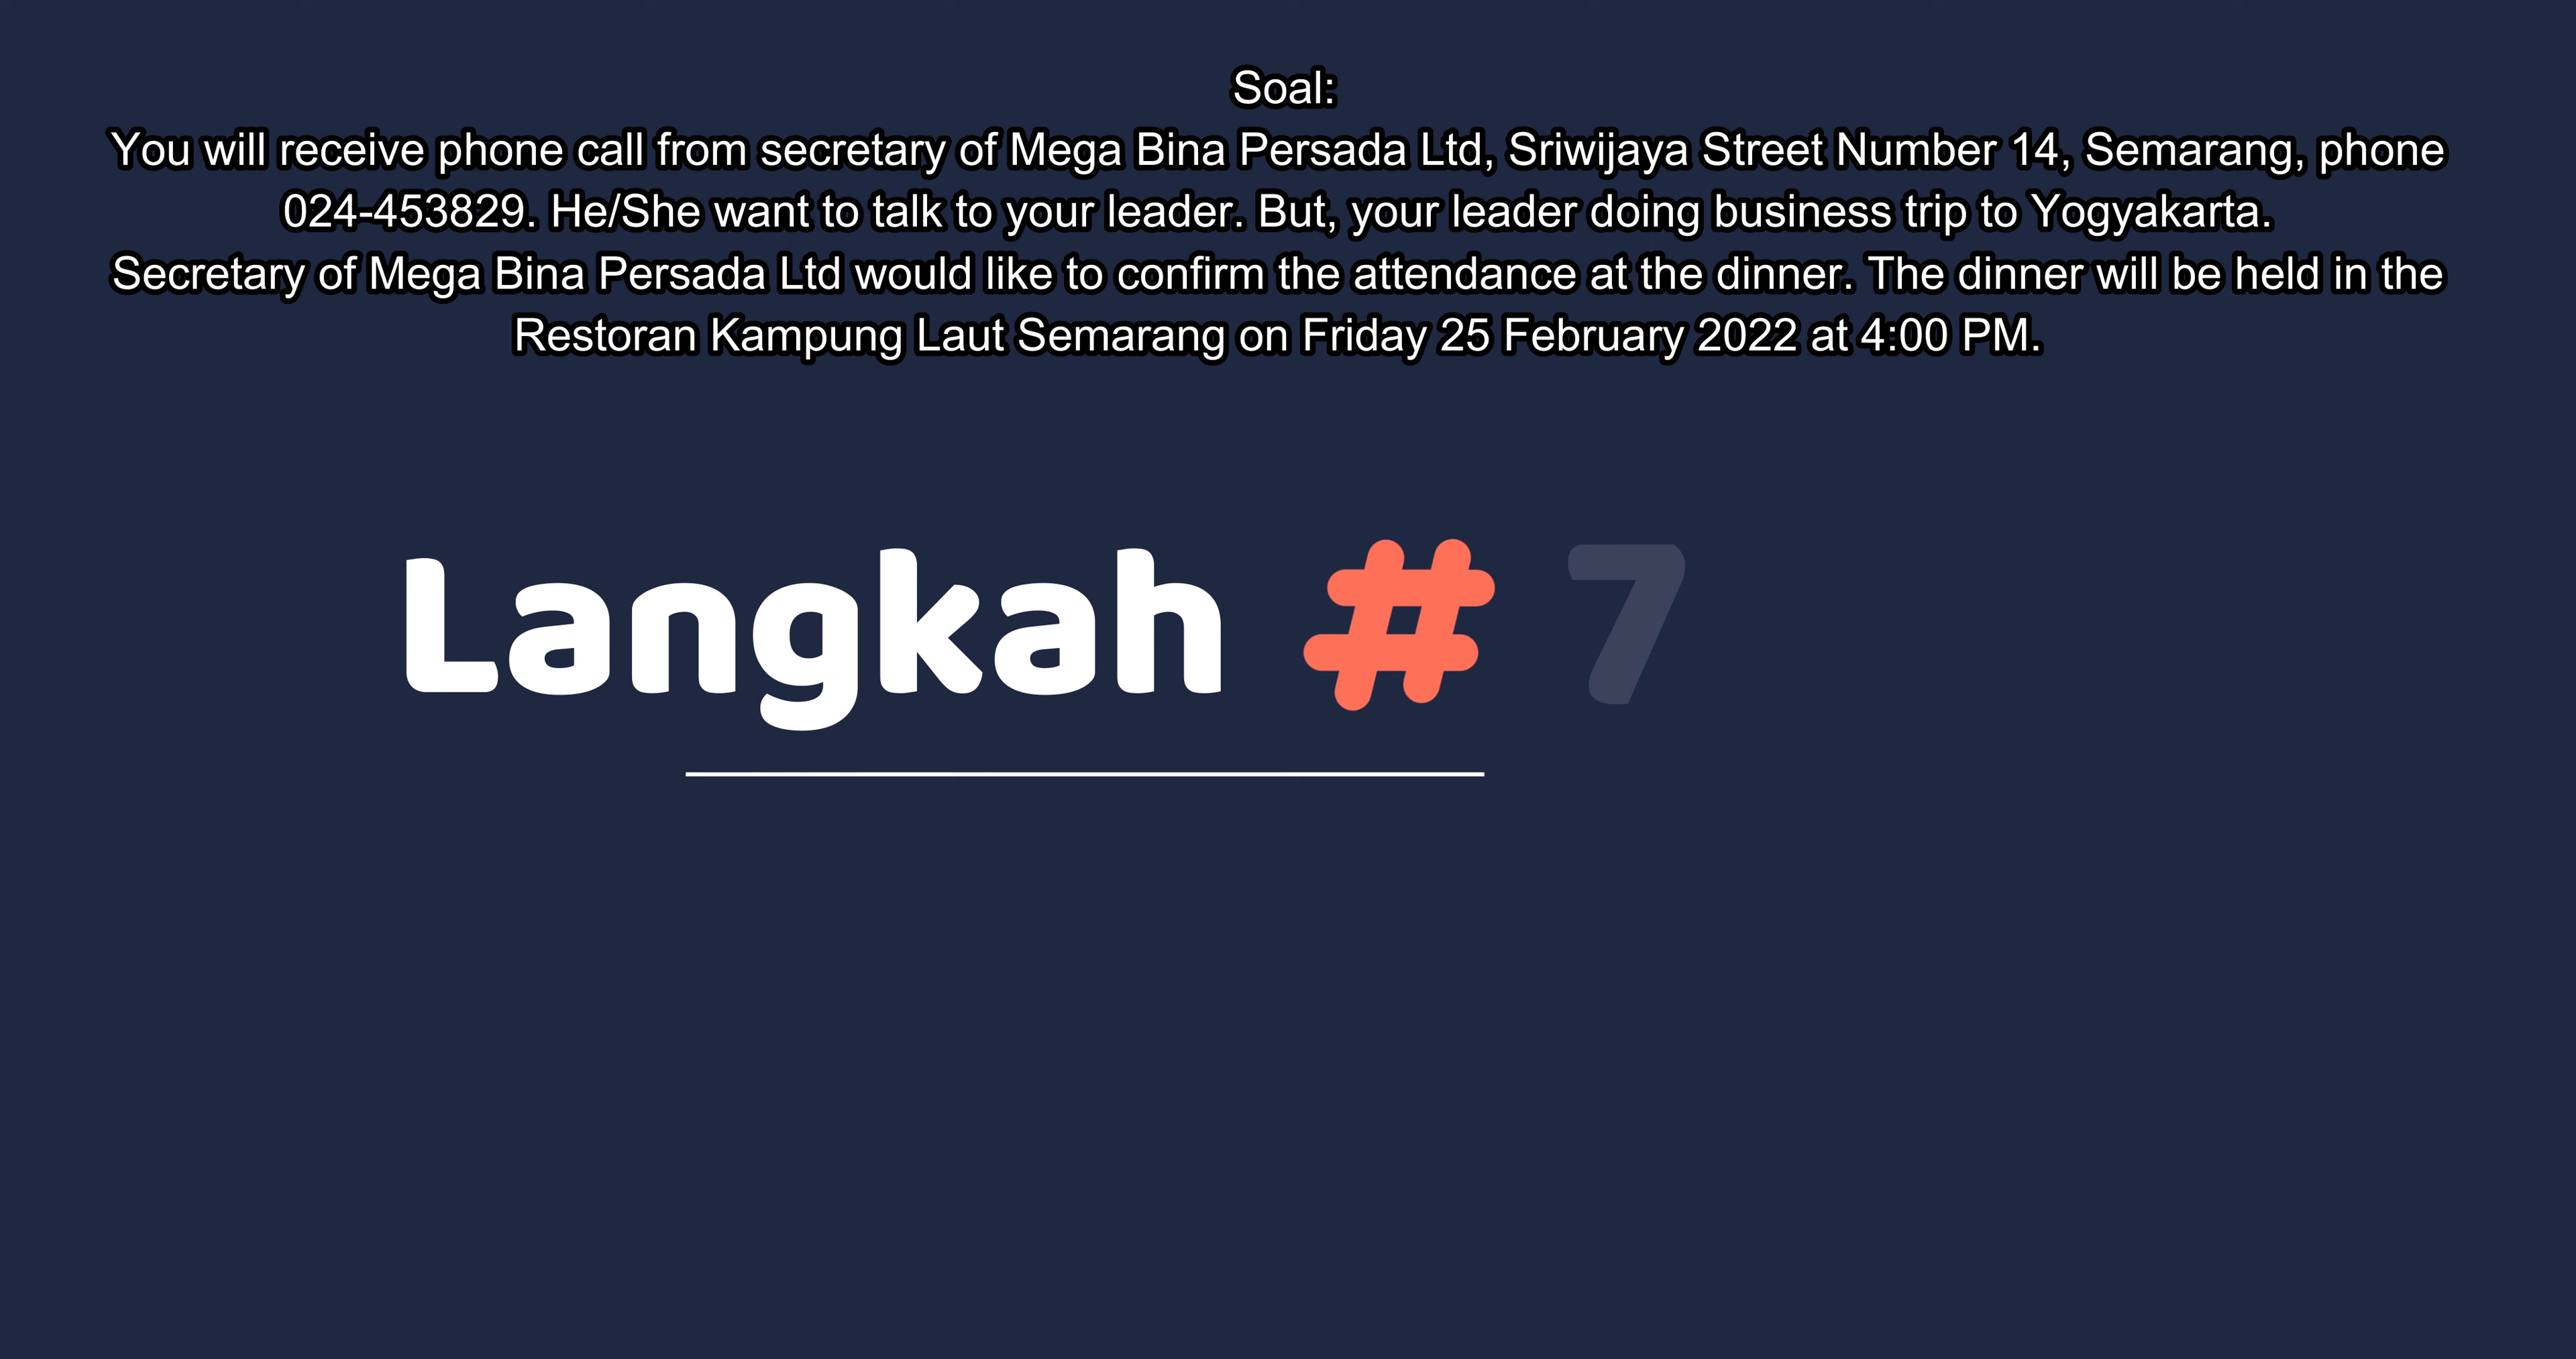 Soal:
You will receive phone call from secretary of Mega Bina Persada Ltd, Sriwijaya Street Number 14, Semarang, phone
024-453829. He/She want to talk to your leader. But, your leader doing business trip to Yogyakarta.
Secretary of Mega Bina Persada Ltd would like to confirm the attendance at the dinner. The dinner will be held in the
Restoran Kampung Laut Semarang on Friday 25 February 2022 at 4:00 PM.
Langkah # 7